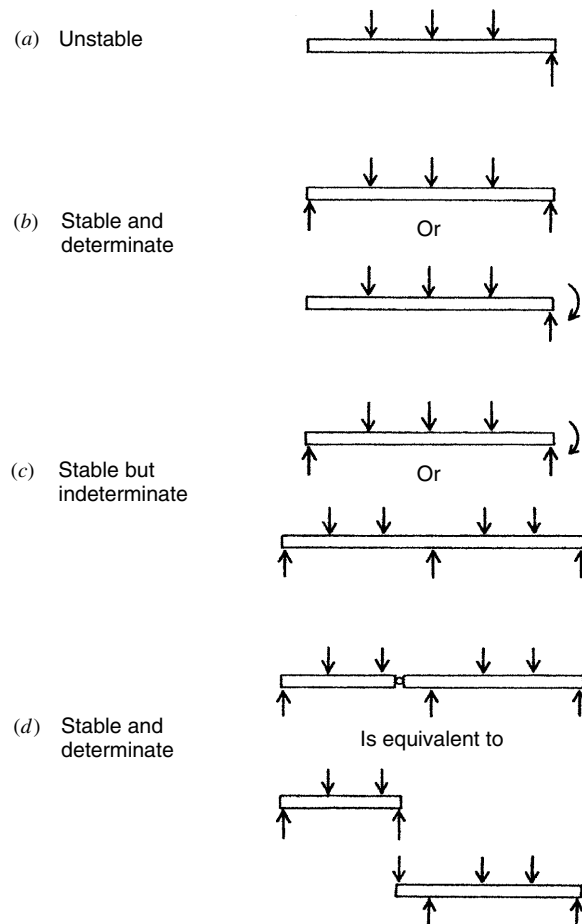 (a) Unstable
(b) Stable and
determinate
Or
(c) Stable but
indeterminate
Or
(d) Stable and
determinate
Is equivalent to